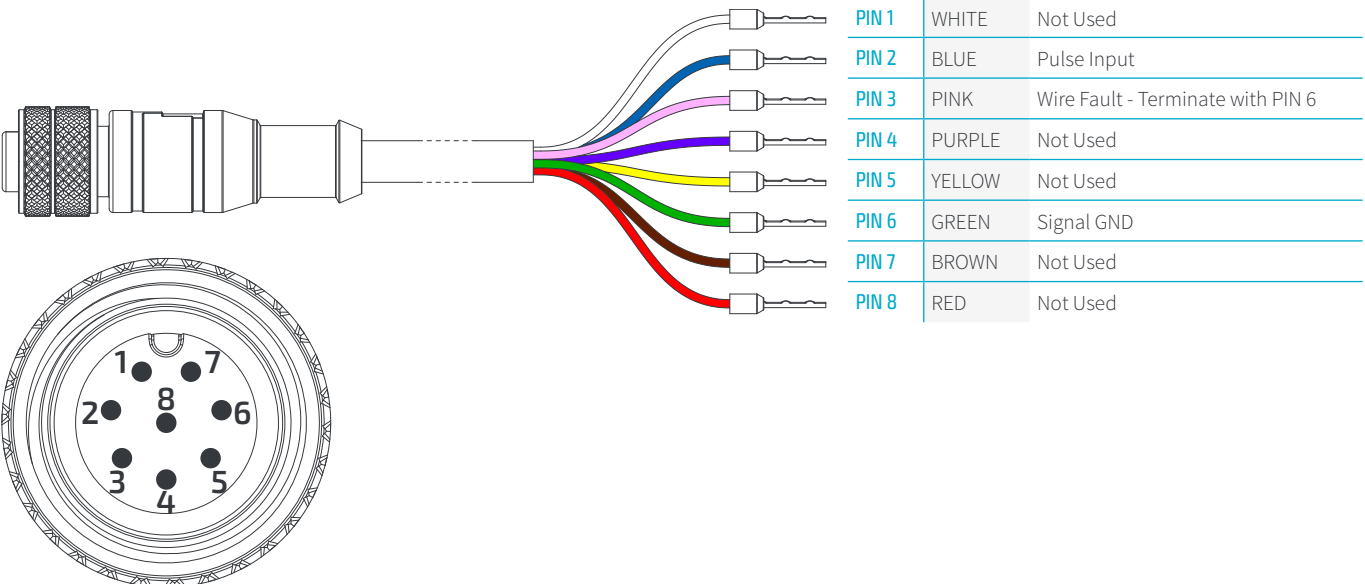 PIN 1 WHITE Not Used
PIN 2 BLUE Pulse Input
PIN 3 PINK Wire Fault - Terminate with PIN 6
PIN 4 PURPLE Not Used
PIN 5 YELLOW Not Used
PIN 6 GREEN Signal GND
PIN 7 BROWN Not Used
PIN 8 RED Not Used
1 7
8
2 6
3 5
4